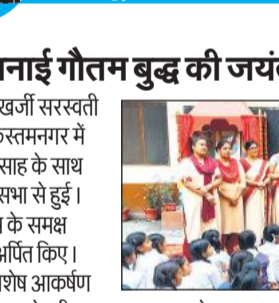 नाई गौतम बुद्ध की जयं
खर्जी सरस्वती
स्तमनगर में
साह के साथ
सभा से हुई।
के समक्ष
अर्पित किए।
शेष आकर्षण